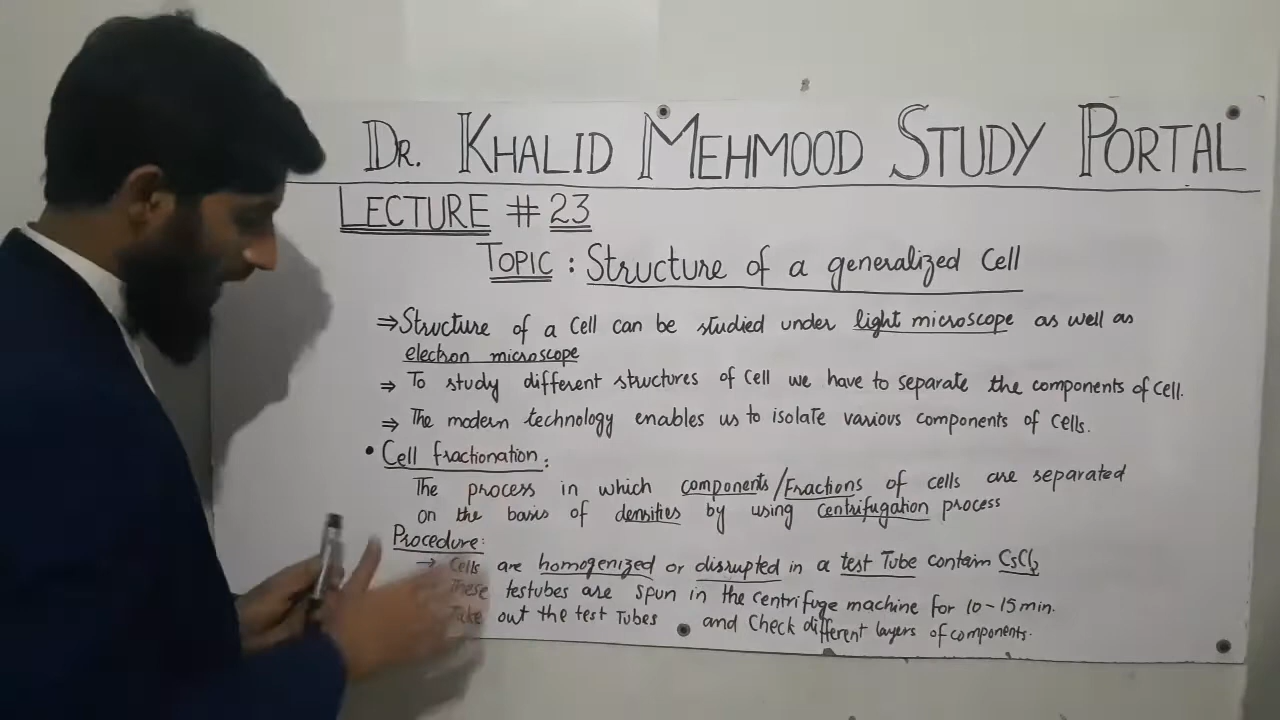 DR. KHALID MEHMOOD STUDY PORTAL
LECTURE # 23
TOPIC : Structure of a generalized Cell
⇒ Structure of a Cell can be studied under light microscope as well as
electron microscope
⇒ To study different structures of Cell we have to separate the components of Cell.
⇒ The modern technology enables us to isolate various components of Cells.
• Cell fractionation:
The process in which components/Fractions of cells are separated
on the basis of densities by using centrifugation process
Procedure:
→ Cells are homogenized or disrupted in a test Tube contain CsCl2
These testubes are spun in the centrifuge machine for 10-15 min.
Take out the test Tubes and Check different layers of components.